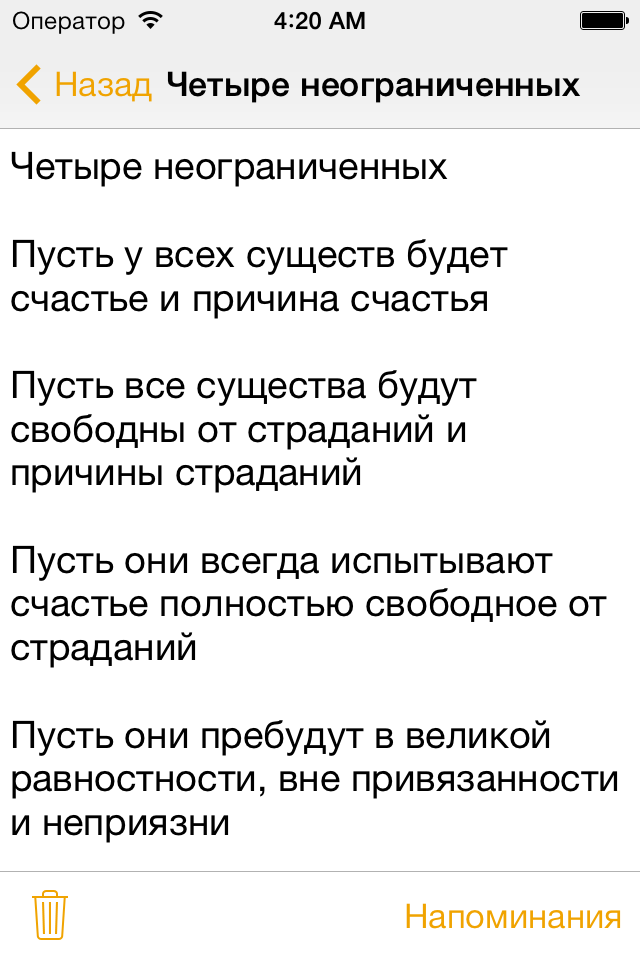 Оператор 4:20 AM
Назад Четыре неограниченных
Четыре неограниченных
Пусть у всех существ будет
счастье и причина счастья
Пусть все существа будут
свободны от страданий и
причины страданий
Пусть они всегда испытывают
счастье полностью свободное от
страданий
Пусть они пребудут в великой
равностности, вне привязанности
и неприязни
Напоминания